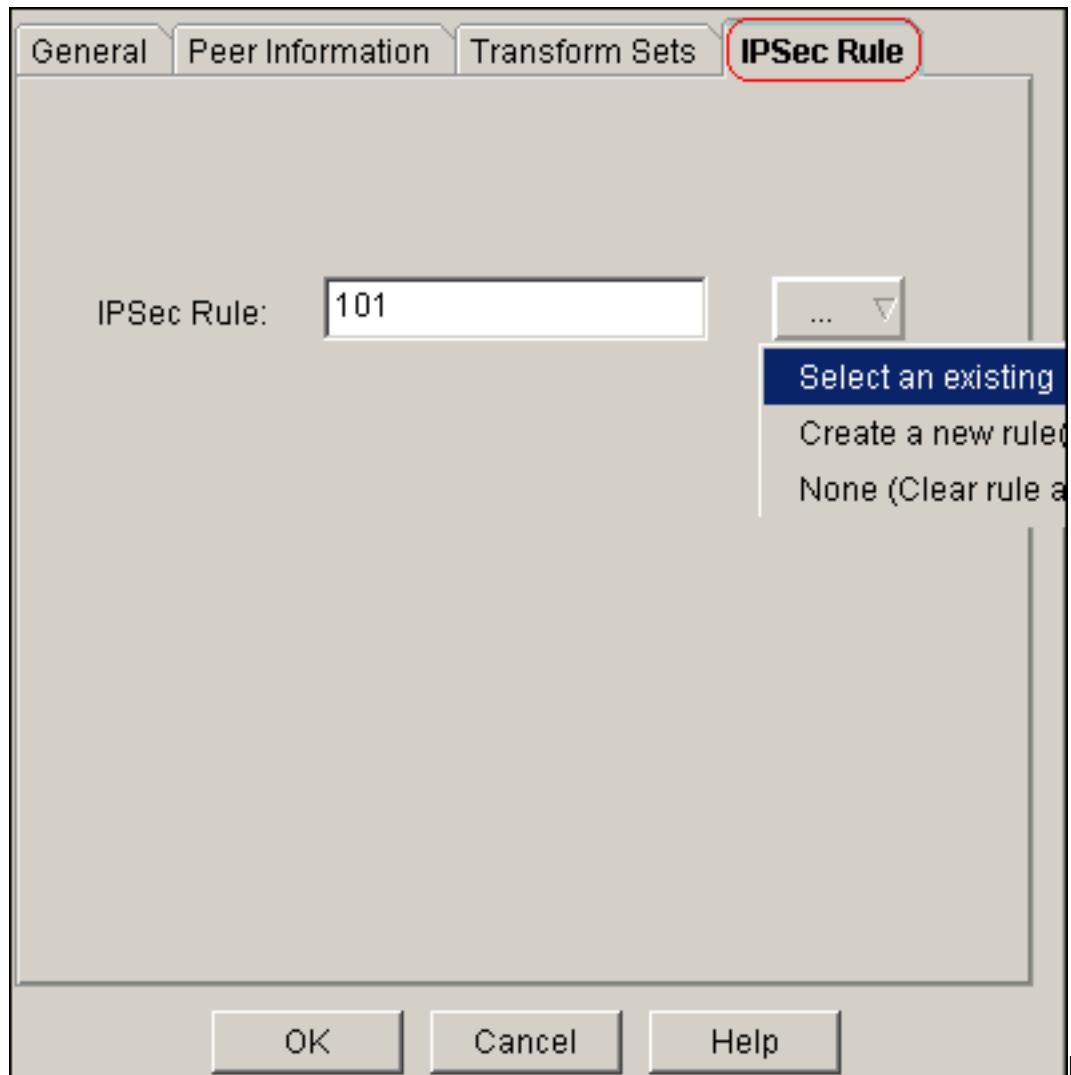 General Peer Information Transform Sets IPSec Rule
IPSec Rule: 101 ...
Select an existing
Create a new rule(
None (Clear rule a
OK Cancel Help